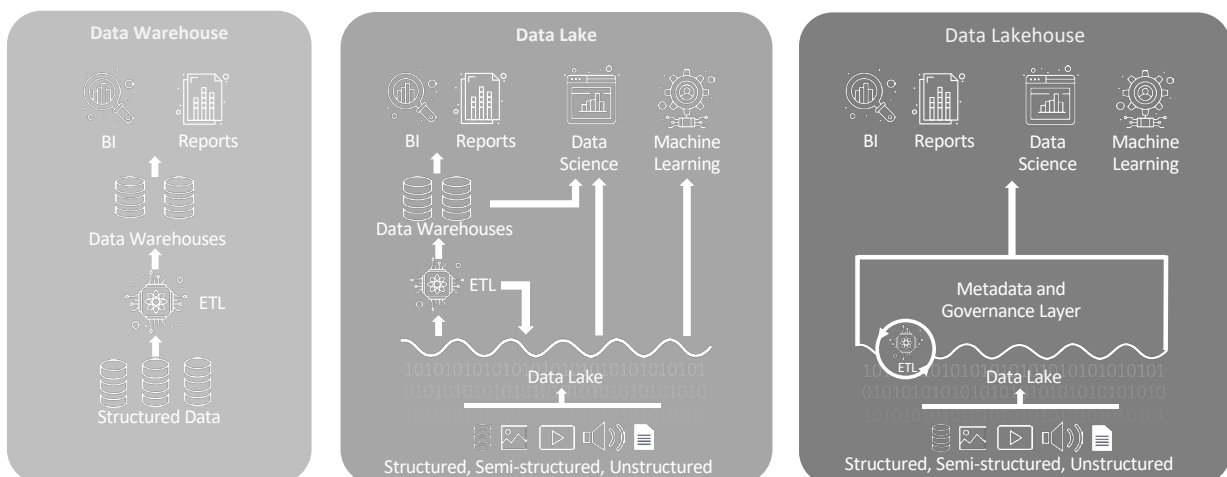 Data Warehouse
BI
Reports
Data Warehouses
ETL
Structured Data
Data Lake
BI
Reports
Data
Science
Machine
Learning
Data Warehouses
ETL
101010101010101010101010101
Data Lake
Structured, Semi-structured, Unstructured
Data Lakehouse
BI
Reports
Data
Science
Machine
Learning
Metadata and
Governance Layer
ETL
Data Lake
Structured, Semi-structured, Unstructured